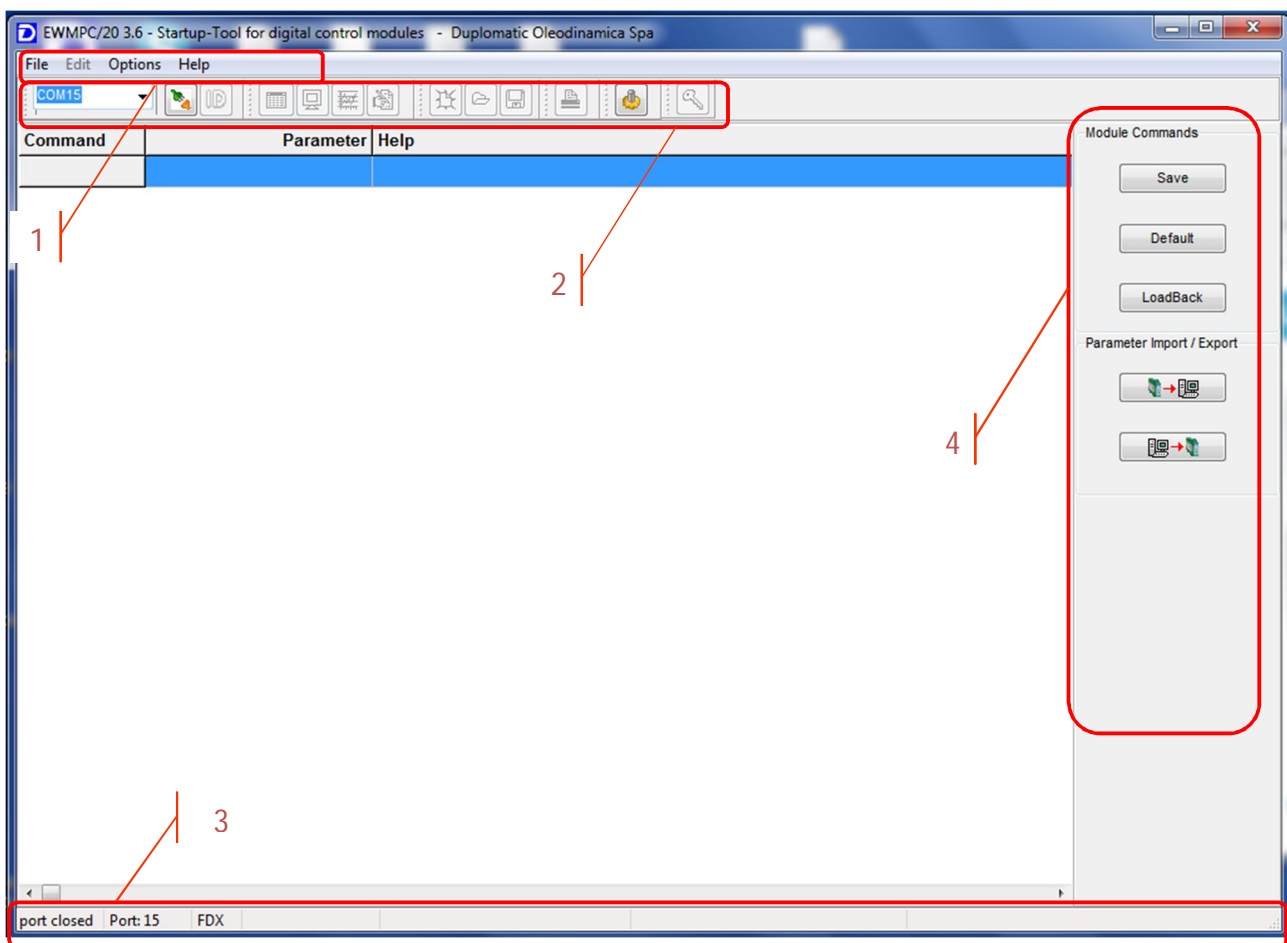 EWMPC/20 3.6 - Startup-Tool for digital control modules - Duplomatic Oleodinamica Spa
File Edit Options Help
COM15
ID
Command Parameter Help
Module Commands
Save
Default
LoadBack
Parameter Import / Export
1
2
4
3
port closed Port: 15 FDX